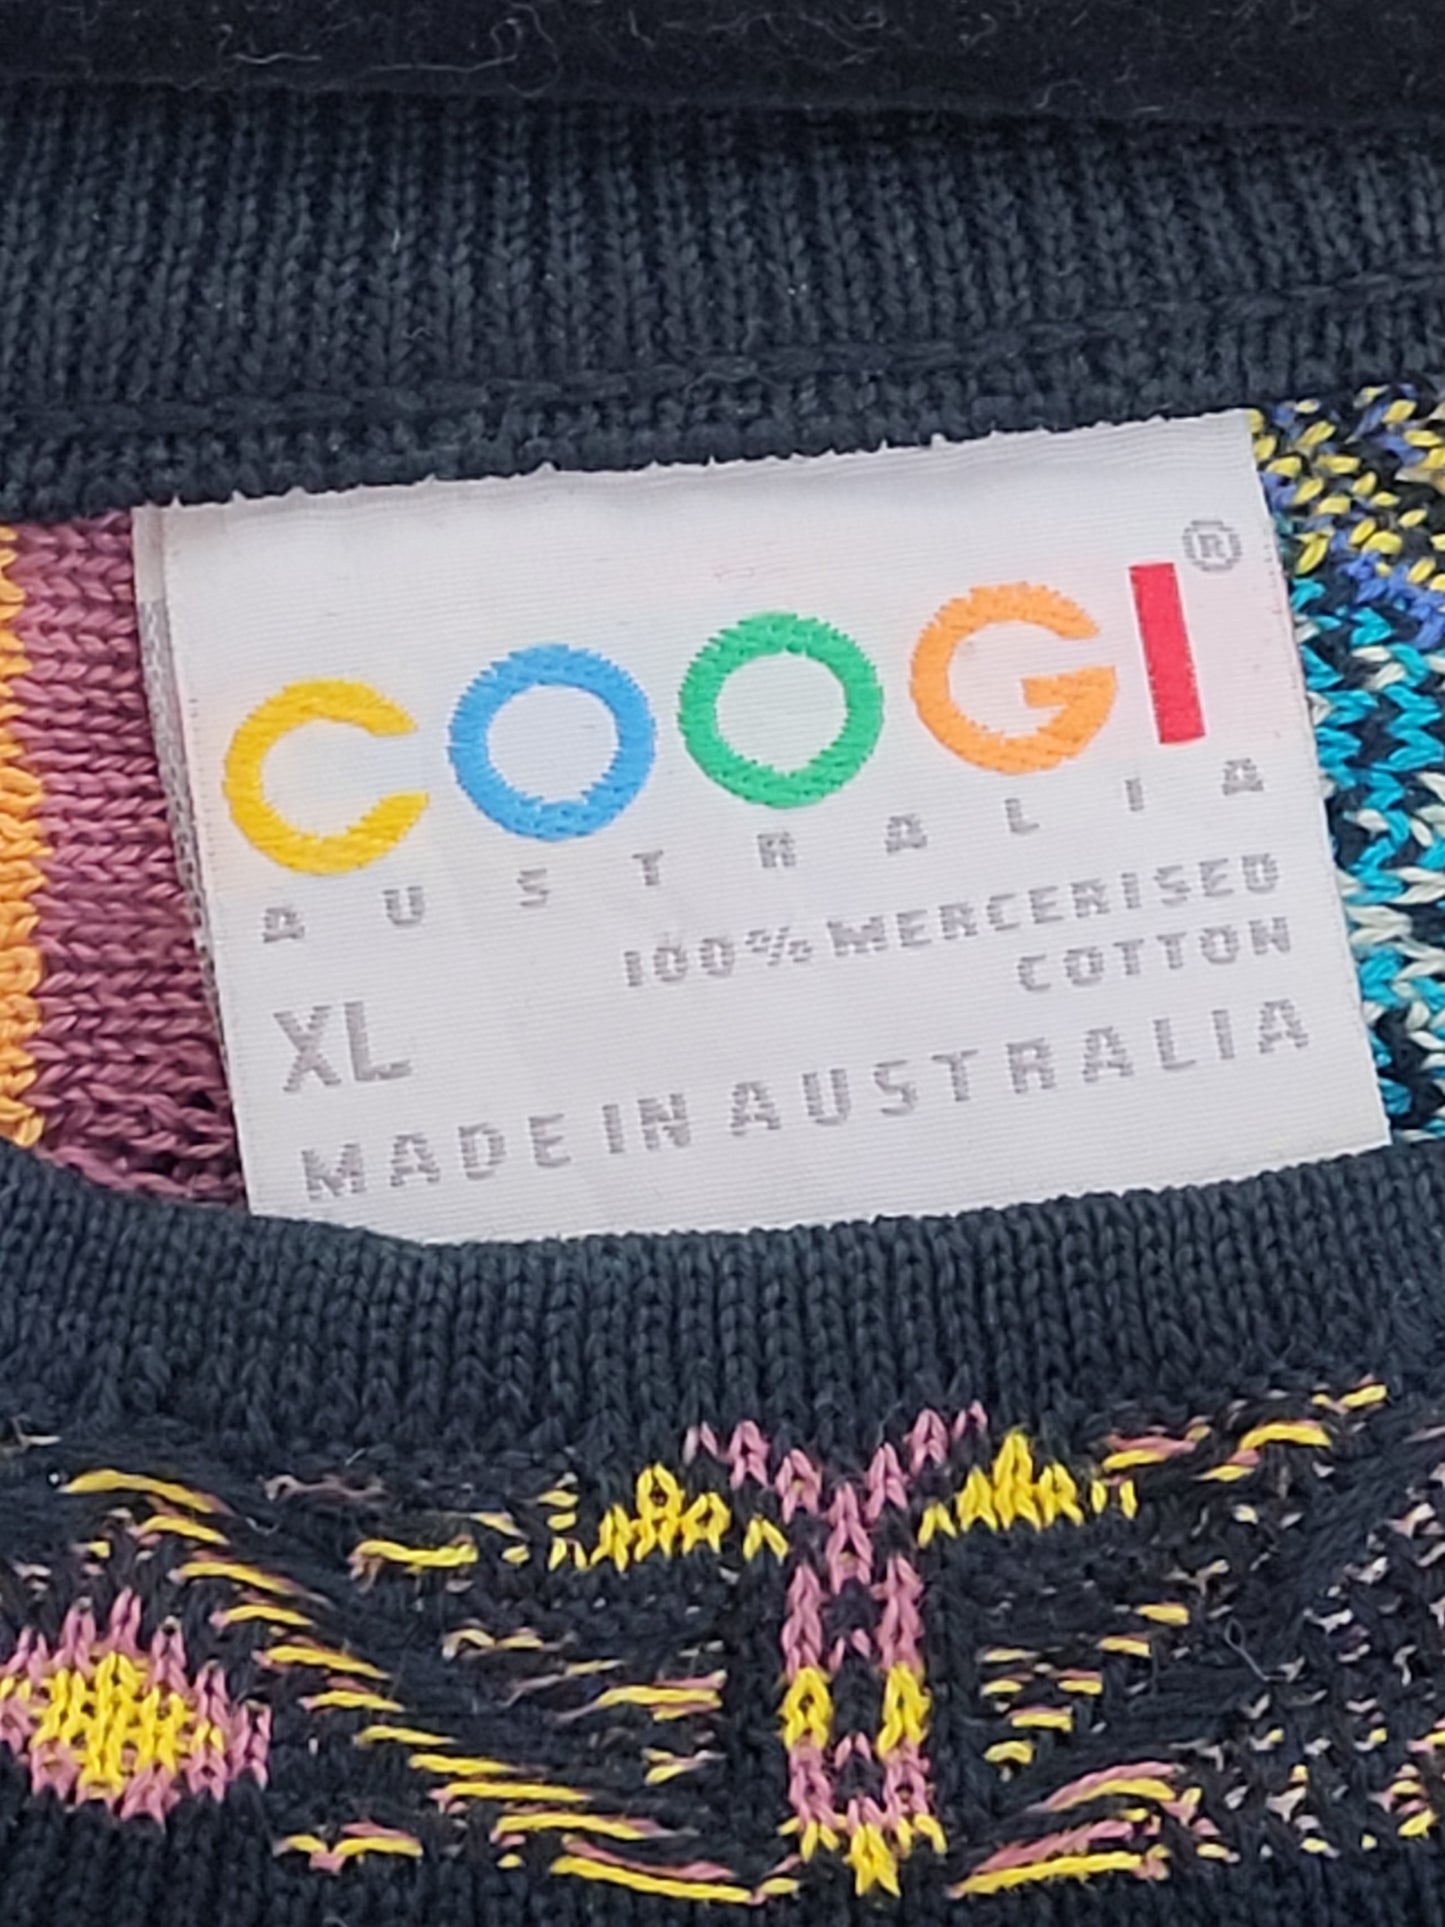 COOGI®
AUSTRALIA
100% MERCERISED
COTTON
XL
MADE IN AUSTRALIA